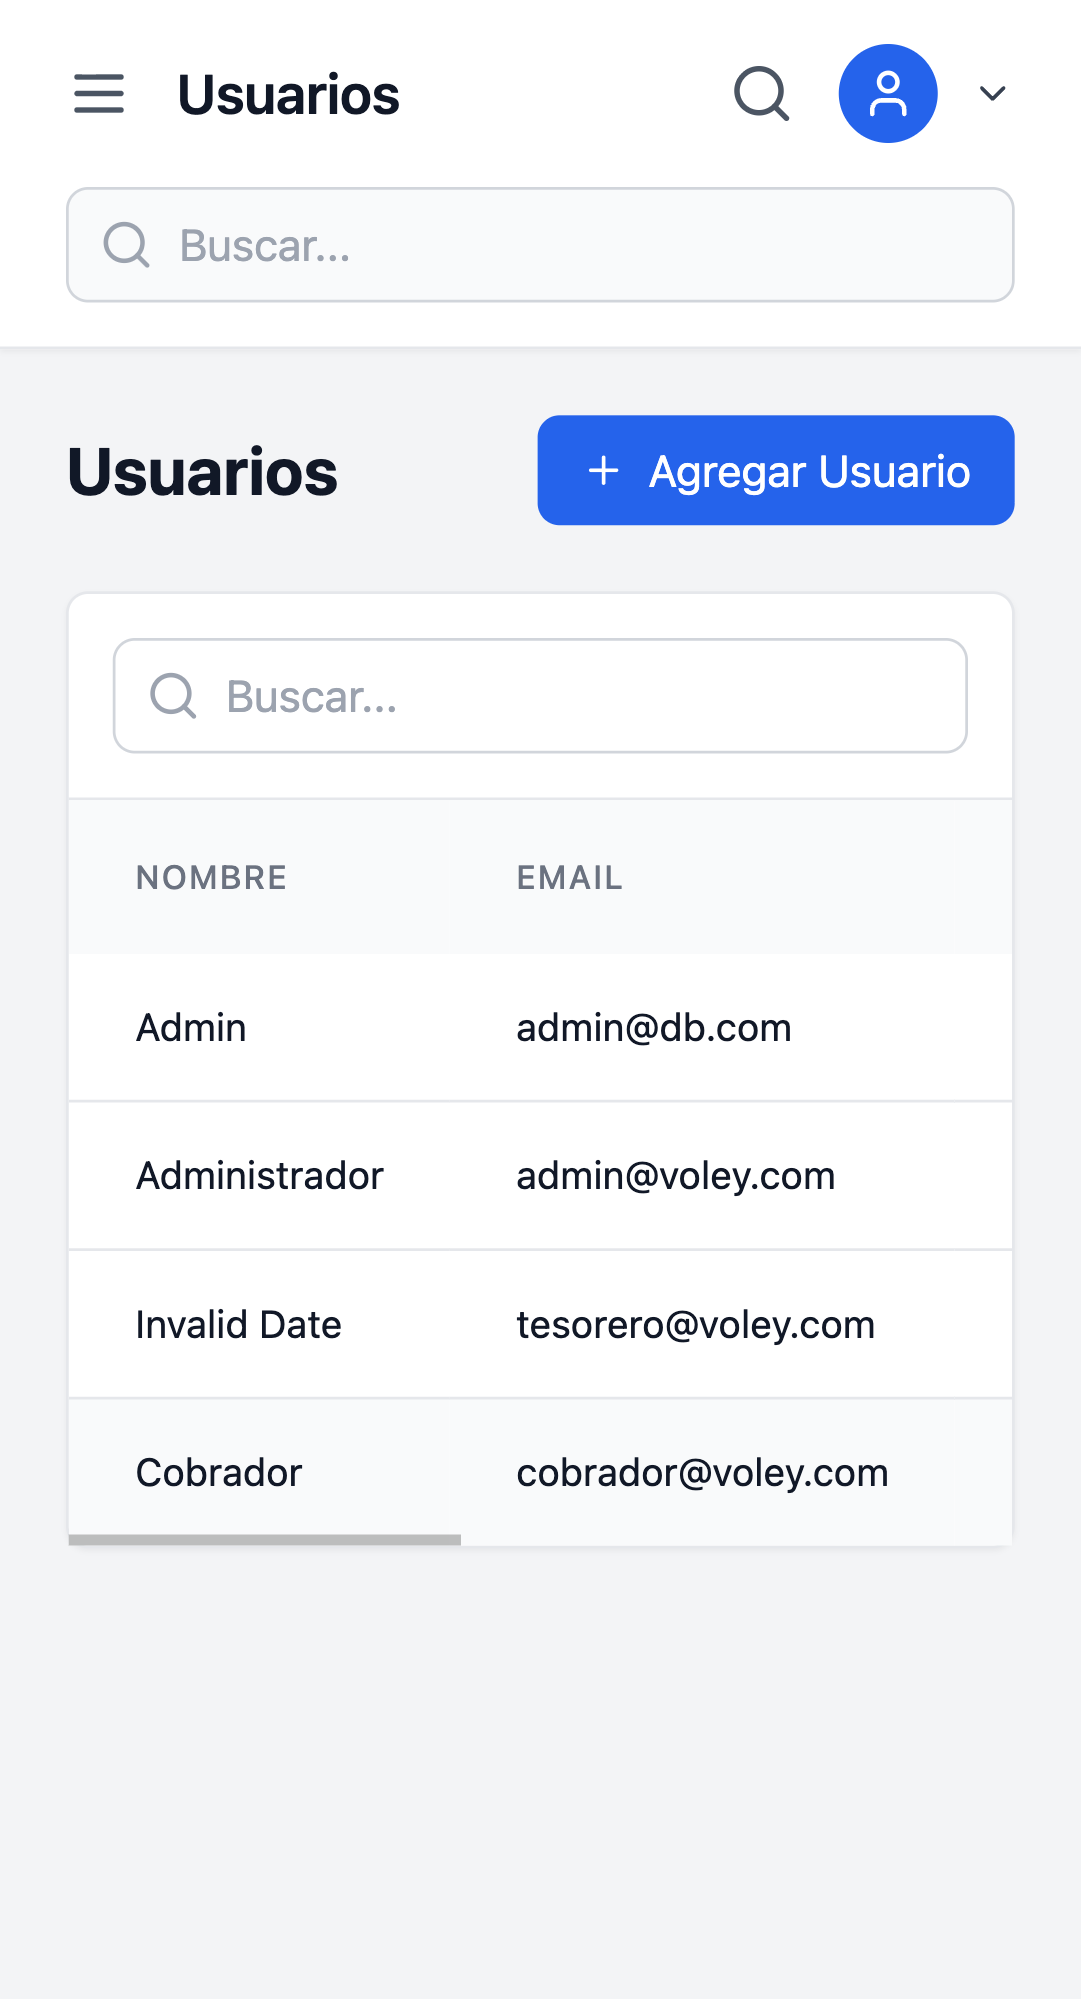 Usuarios
Buscar...
Usuarios
+ Agregar Usuario
Buscar...
NOMBRE EMAIL
Admin admin@db.com
Administrador admin@voley.com
Invalid Date tesorero@voley.com
Cobrador cobrador@voley.com